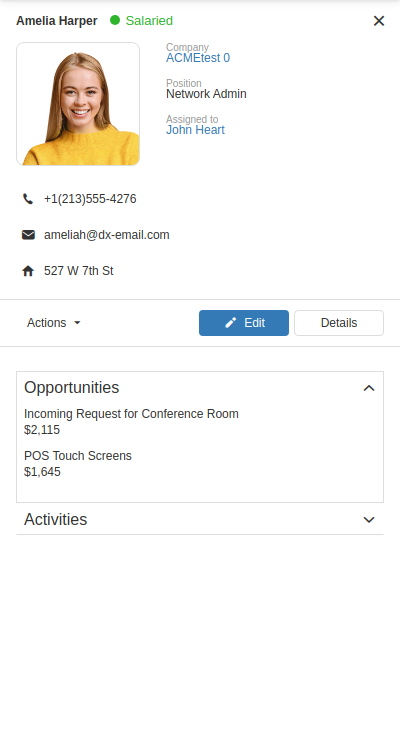 Amelia Harper Salaried
Company
ACMEtest 0
Position
Network Admin
Assigned to
John Heart
+1(213)555-4276
ameliah@dx-email.com
527 W 7th St
Actions Edit Details
Opportunities
Incoming Request for Conference Room
$2,115
POS Touch Screens
$1,645
Activities